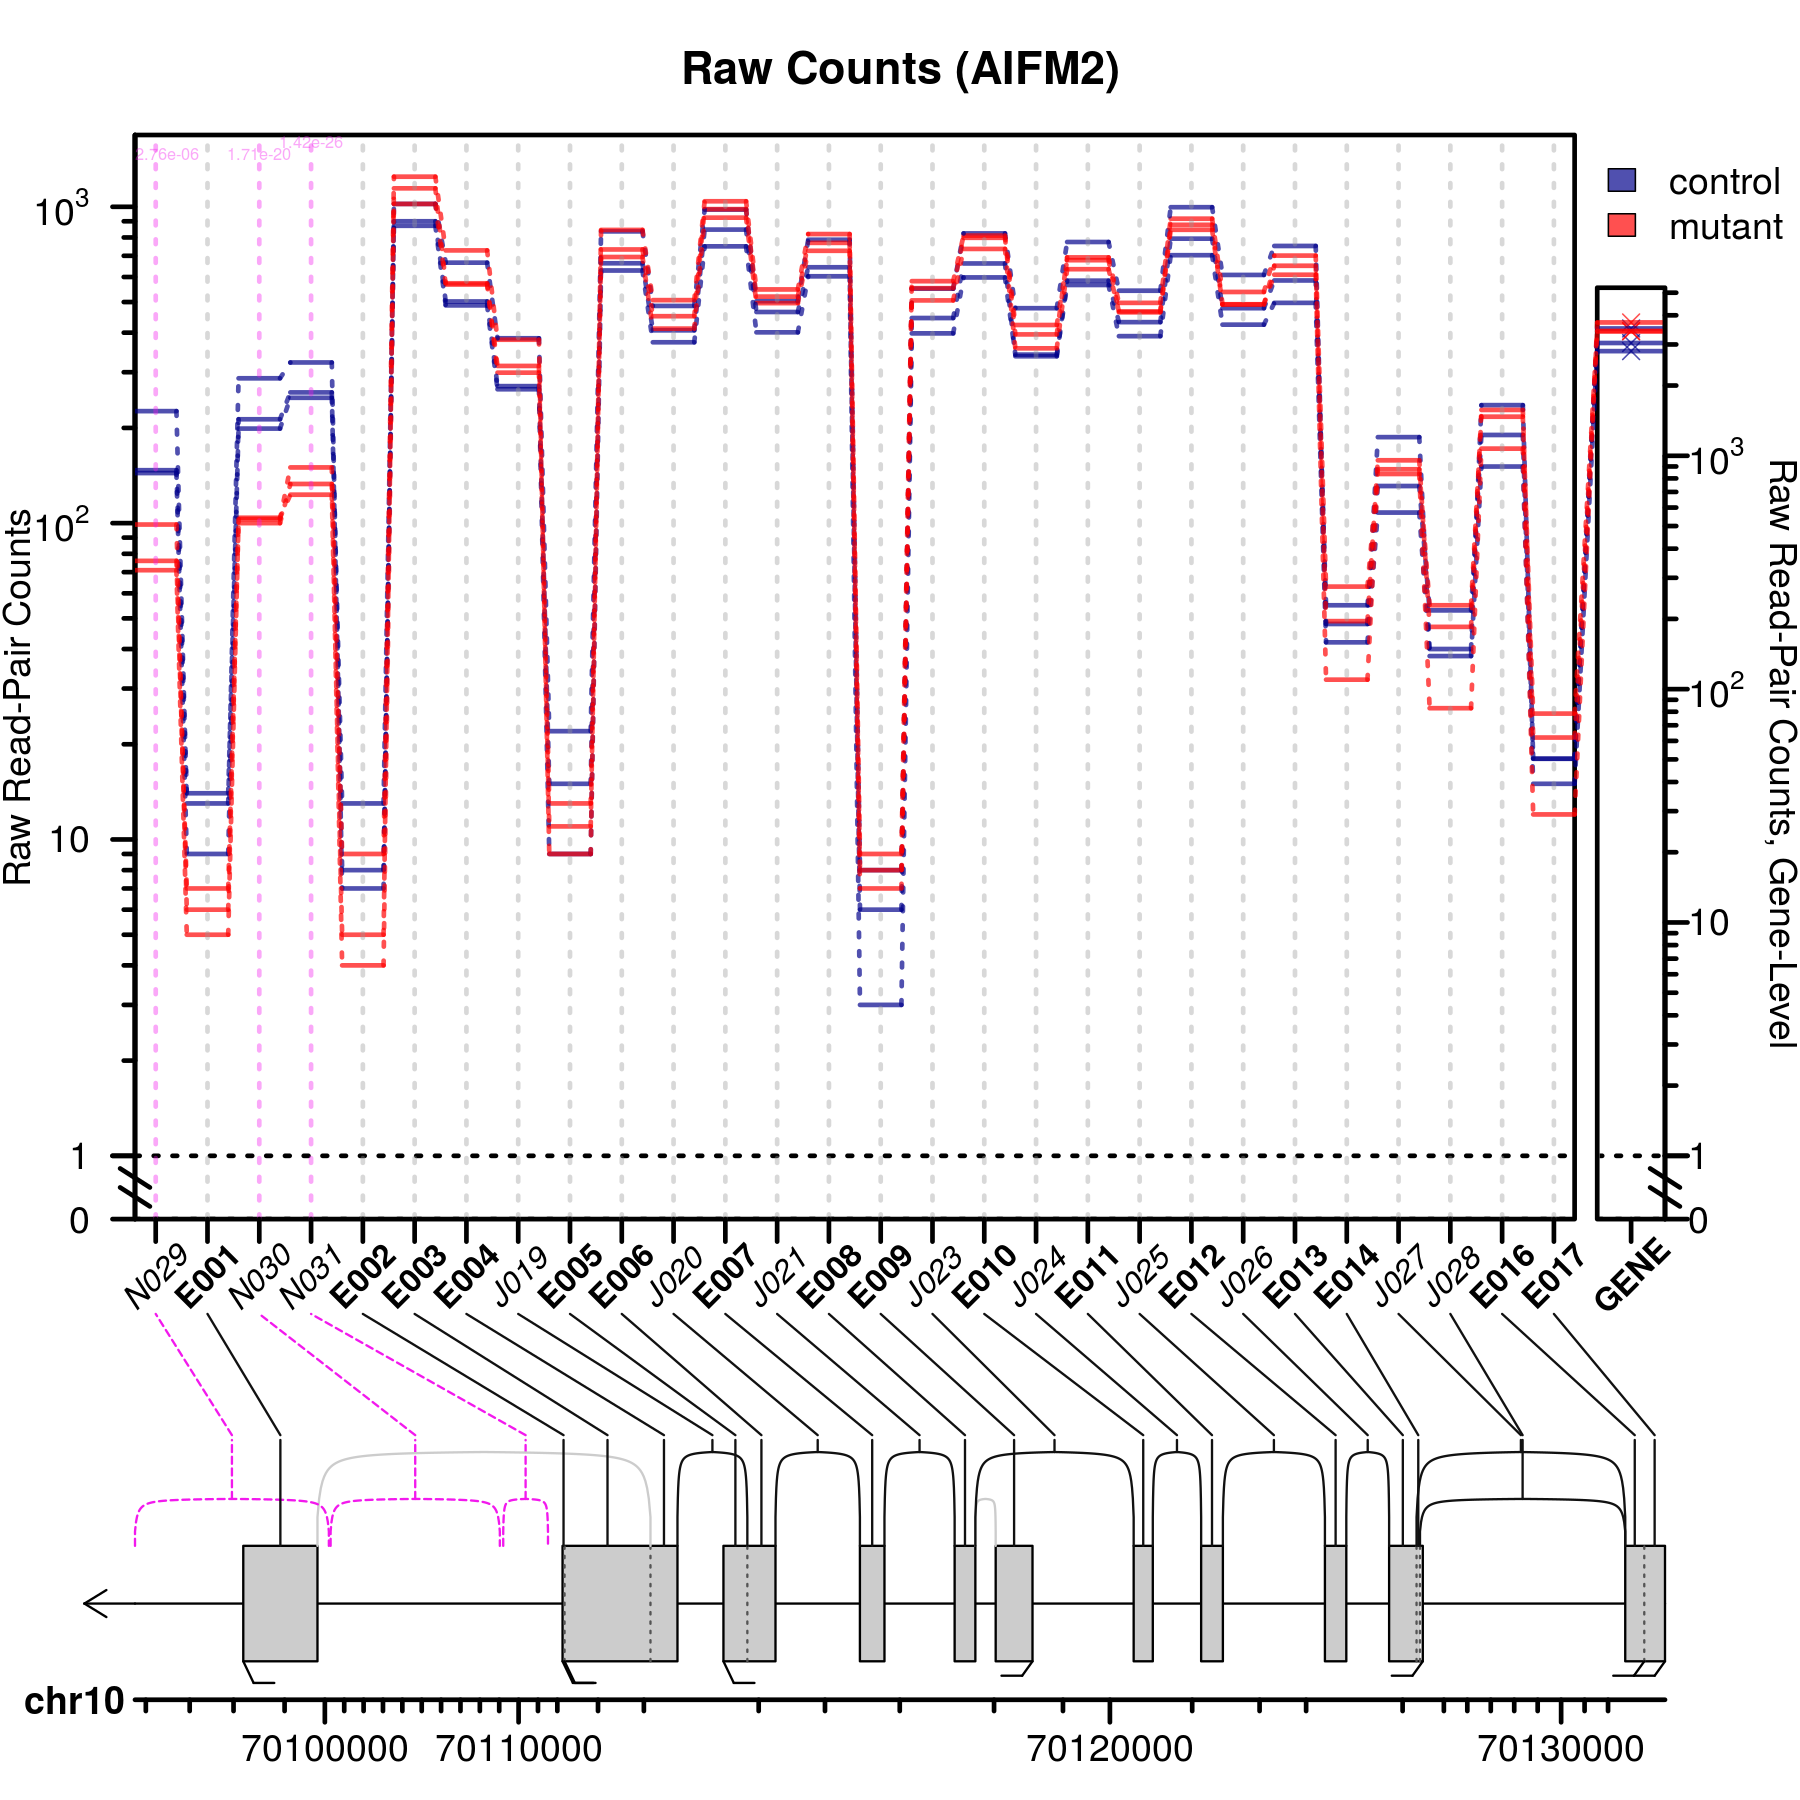 Raw Counts (AIFM2)
2.76e-06
1.71e-20
1.42e-26
control
mutant
Raw Read-Pair Counts
10³
10²
10
1
0
Raw Read-Pair Counts, Gene-Level
10³
10²
10
1
0
N029 E001 N030 N031 E002 E003 E004 J019 E005 E006 J020 E007 J021 E008 E009 J023 E010 J024 E011 J025 E012 J026 E013 E014 J027 J028 E016 E017 GENE
chr10
70100000 70110000 70120000 70130000